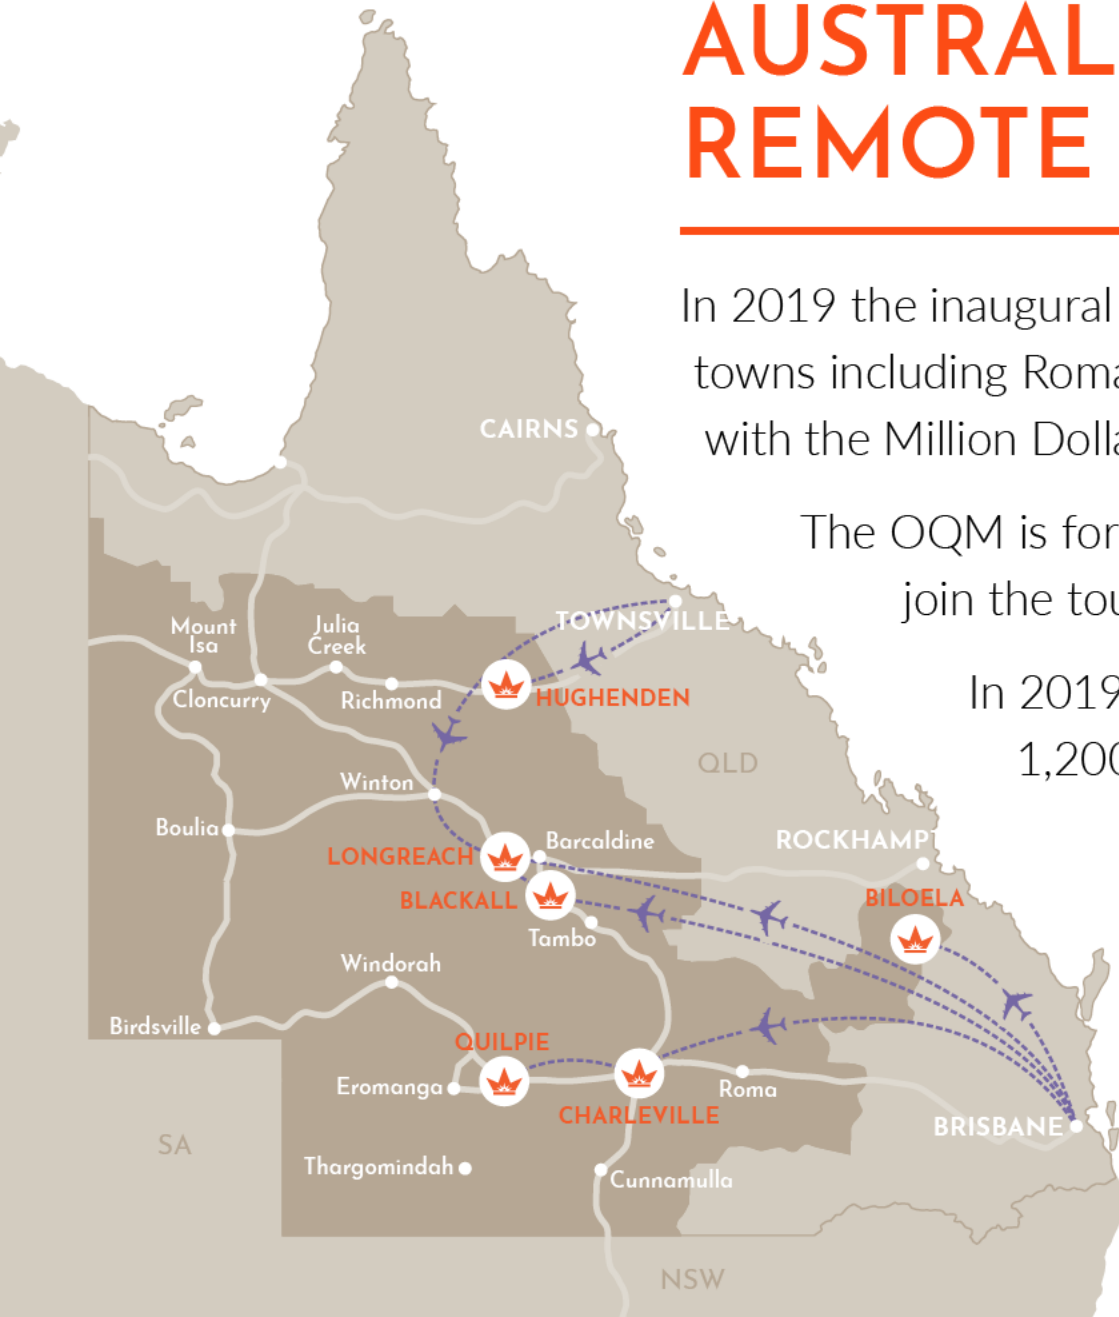 AUSTRAL
REMOTE
In 2019 the inaugural
towns including Roma
with the Million Dolla
The OQM is for
join the tou
In 2019
1,200
CAIRNS
TOWNSVILLE
Mount
Isa
Julia
Creek
Cloncurry
Richmond
HUGHENDEN
QLD
Winton
Boulia
Barcaldine
ROCKHAMPT
LONGREACH
BLACKALL
BILOELA
Tambo
Windorah
Birdsville
QUILPIE
Eromanga
Roma
CHARLEVILLE
BRISBANE
SA
Thargomindah
Cunnamulla
NSW